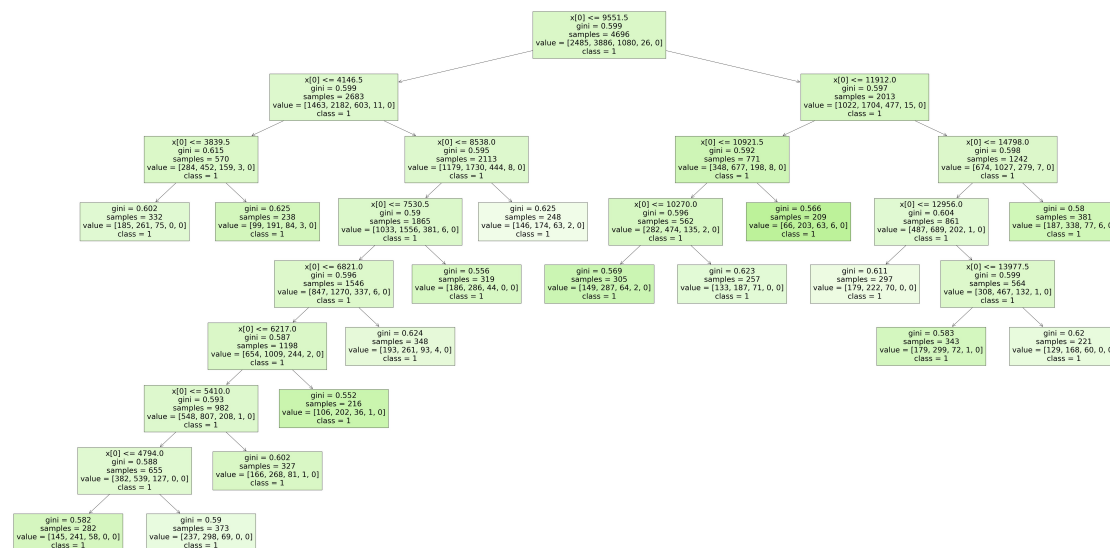 x[0] <= 9551.5
gini = 0.599
samples = 4696
value = [2485, 3886, 1080, 26, 0]
class = 1
x[0] <= 4146.5
gini = 0.599
samples = 2683
value = [1463, 2182, 603, 11, 0]
class = 1
x[0] <= 11912.0
gini = 0.597
samples = 2013
value = [1022, 1704, 477, 15, 0]
class = 1
x[0] <= 3839.5
gini = 0.615
samples = 570
value = [284, 452, 159, 3, 0]
class = 1
x[0] <= 8538.0
gini = 0.595
samples = 2113
value = [1179, 1730, 444, 8, 0]
class = 1
x[0] <= 10921.5
gini = 0.592
samples = 771
value = [348, 677, 198, 8, 0]
class = 1
x[0] <= 14798.0
gini = 0.598
samples = 1242
value = [674, 1027, 279, 7, 0]
class = 1
gini = 0.602
samples = 332
value = [185, 261, 75, 0, 0]
class = 1
gini = 0.625
samples = 238
value = [99, 191, 84, 3, 0]
class = 1
x[0] <= 7530.5
gini = 0.59
samples = 1865
value = [1033, 1556, 381, 6, 0]
class = 1
gini = 0.625
samples = 248
value = [146, 174, 63, 2, 0]
class = 1
x[0] <= 10270.0
gini = 0.596
samples = 562
value = [282, 474, 135, 2, 0]
class = 1
gini = 0.566
samples = 209
value = [66, 203, 63, 6, 0]
class = 1
x[0] <= 12956.0
gini = 0.604
samples = 861
value = [487, 689, 202, 1, 0]
class = 1
gini = 0.58
samples = 381
value = [187, 338, 77, 6,
class = 1
x[0] <= 6821.0
gini = 0.596
samples = 1546
value = [847, 1270, 337, 6, 0]
class = 1
gini = 0.556
samples = 319
value = [186, 286, 44, 0, 0]
class = 1
gini = 0.569
samples = 305
value = [149, 287, 64, 2, 0]
class = 1
gini = 0.623
samples = 257
value = [133, 187, 71, 0, 0]
class = 1
gini = 0.611
samples = 297
value = [179, 222, 70, 0, 0]
class = 1
x[0] <= 13977.5
gini = 0.599
samples = 564
value = [308, 467, 132, 1, 0]
class = 1
x[0] <= 6217.0
gini = 0.587
samples = 1198
value = [654, 1009, 244, 2, 0]
class = 1
gini = 0.624
samples = 348
value = [193, 261, 93, 4, 0]
class = 1
gini = 0.583
samples = 343
value = [179, 299, 72, 1, 0]
class = 1
gini = 0.62
samples = 221
value = [129, 168, 60, 0,
class = 1
x[0] <= 5410.0
gini = 0.593
samples = 982
value = [548, 807, 208, 1, 0]
class = 1
gini = 0.552
samples = 216
value = [106, 202, 36, 1, 0]
class = 1
x[0] <= 4794.0
gini = 0.588
samples = 655
value = [382, 539, 127, 0, 0]
class = 1
gini = 0.602
samples = 327
value = [166, 268, 81, 1, 0]
class = 1
gini = 0.582
samples = 282
value = [145, 241, 58, 0, 0]
class = 1
gini = 0.59
samples = 373
value = [237, 298, 69, 0, 0]
class = 1